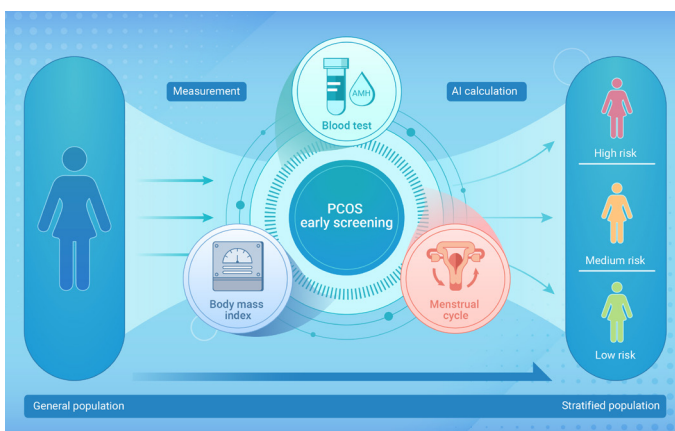 Measurement
AI calculation
AMH
Blood test
High risk
PCOS
early screening
Medium risk
Body mass
index
Menstrual
cycle
Low risk
General population
Stratified population